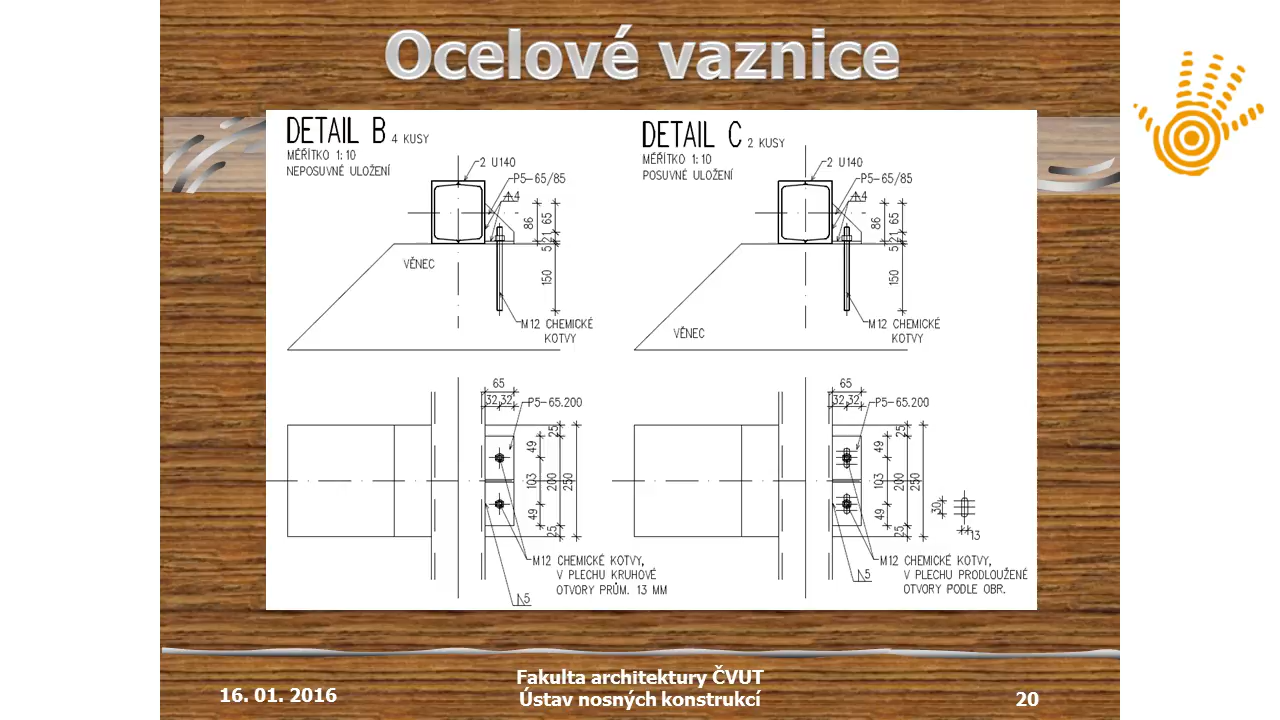 Ocelové vaznice
DETAIL B 4 KUSY
MĚŘÍTKO 1:10
NEPOSUVNÉ ULOŽENÍ
2 U140
P5-65/85
4
86
65
21
5
150
VĚNEC
M12 CHEMICKÉ
KOTVY
DETAIL C 2 KUSY
MĚŘÍTKO 1:10
POSUVNÉ ULOŽENÍ
2 U140
P5-65/85
4
86
65
21
5
150
VĚNEC
M12 CHEMICKÉ
KOTVY
65
32 32
P5-65.200
25
49
103
200
250
49
25
M12 CHEMICKÉ KOTVY,
V PLECHU KRUHOVÉ
OTVORY PRŮM. 13 MM
5
65
32 32
P5-65.200
25
49
103
200
250
49
25
30
13
M12 CHEMICKÉ KOTVY,
V PLECHU PRODLOUŽENÉ
OTVORY PODLE OBR.
5
16. 01. 2016
Fakulta architektury ČVUT
Ústav nosných konstrukcí
20